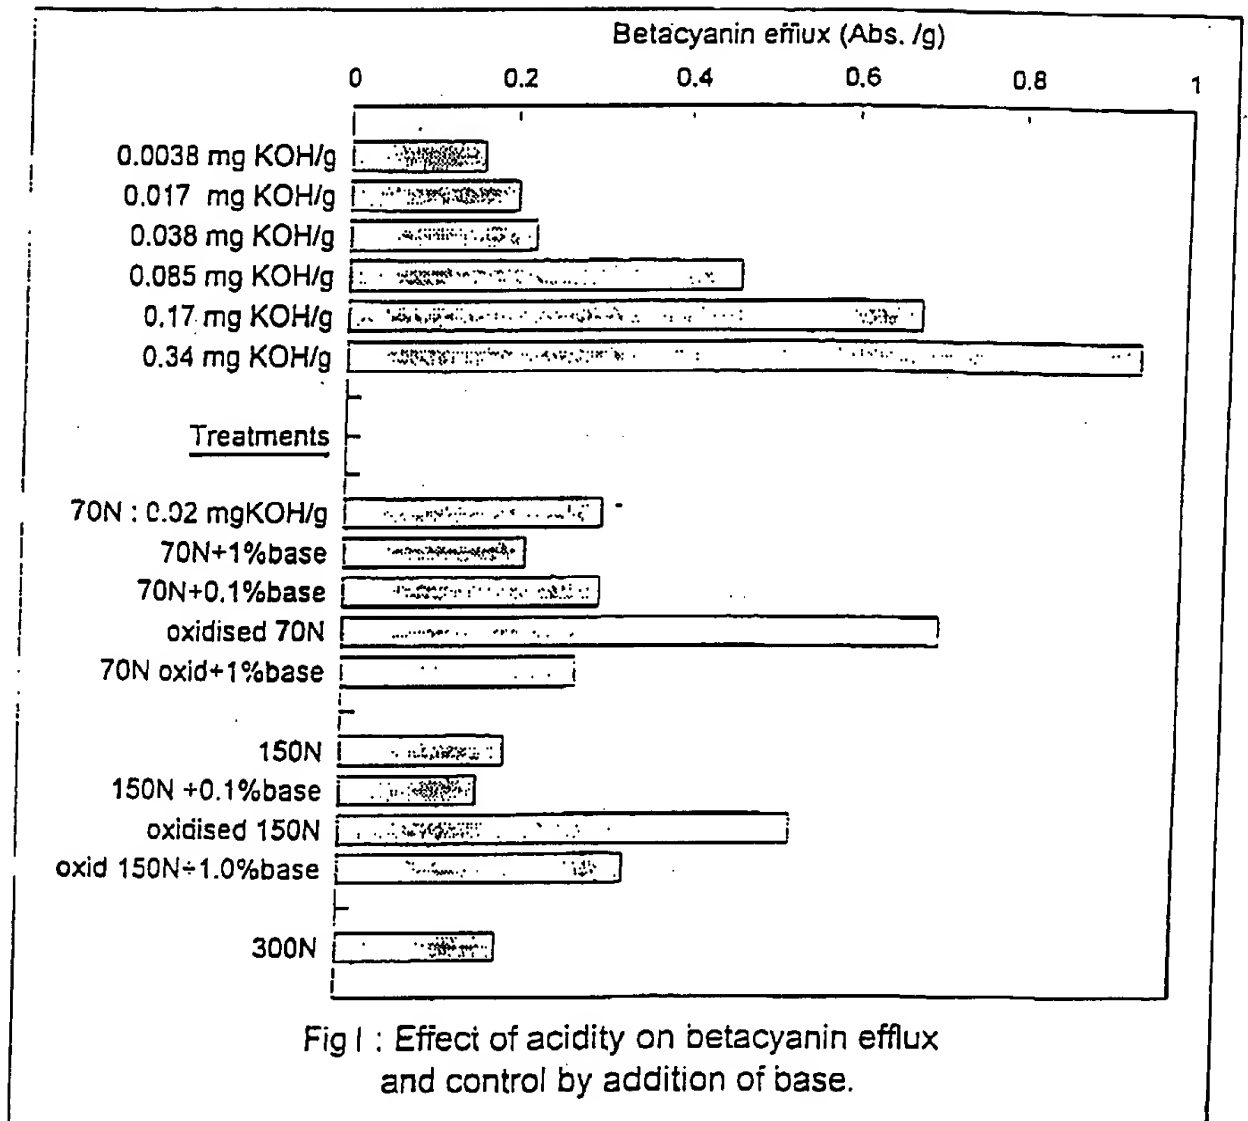 Betacyanin efflux (Abs. /g)
0 0.2 0.4 0.6 0.8 1
0.0038 mg KOH/g
0.017 mg KOH/g
0.038 mg KOH/g
0.085 mg KOH/g
0.17 mg KOH/g
0.34 mg KOH/g
Treatments
70N : 0.02 mgKOH/g
70N+1%base
70N+0.1%base
oxidised 70N
70N oxid+1%base
150N
150N +0.1%base
oxidised 150N
oxid 150N+1.0%base
300N
Fig I : Effect of acidity on betacyanin efflux
and control by addition of base.